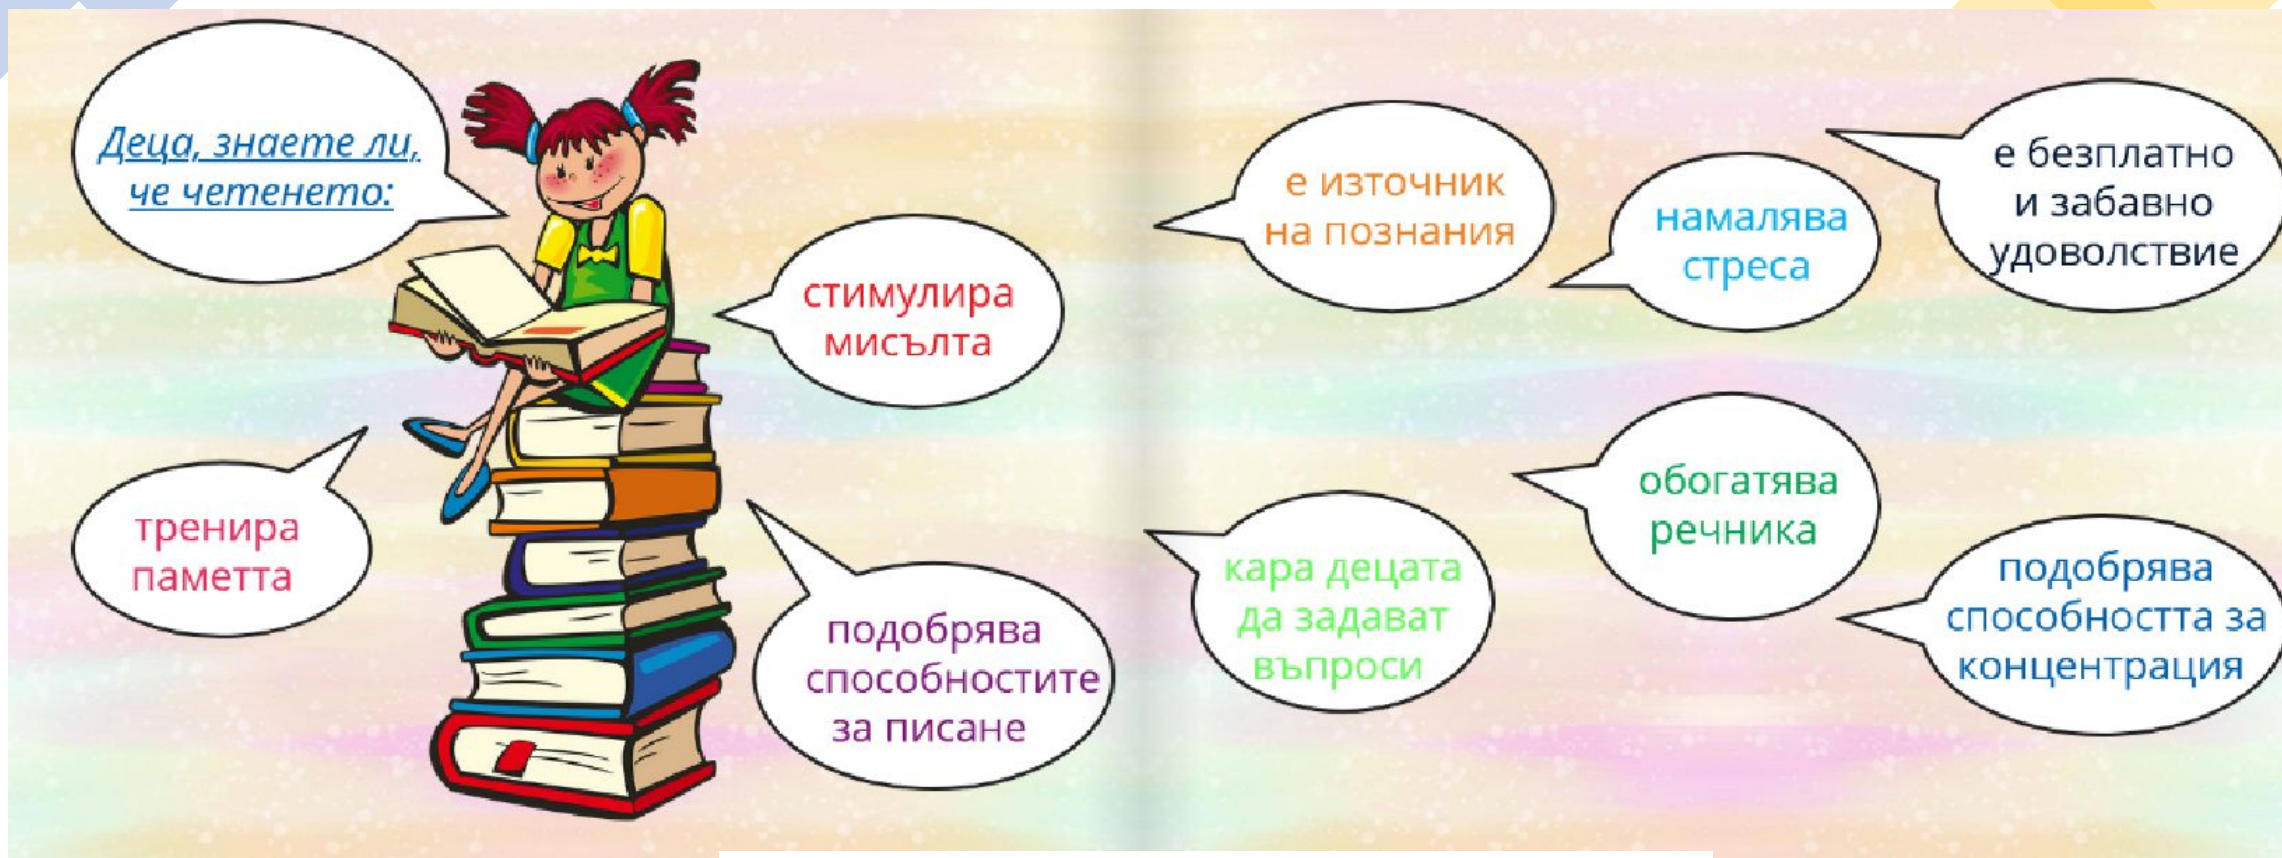 Деца, знаете ли,
че четенето:
стимулира
мисълта
тренира
паметта
подобрява
способностите
за писане
е източник
на познания
намалява
стреса
е безплатно
и забавно
удоволствие
обогатява
речника
кара децата
да задават
въпроси
подобрява
способността за
концентрация